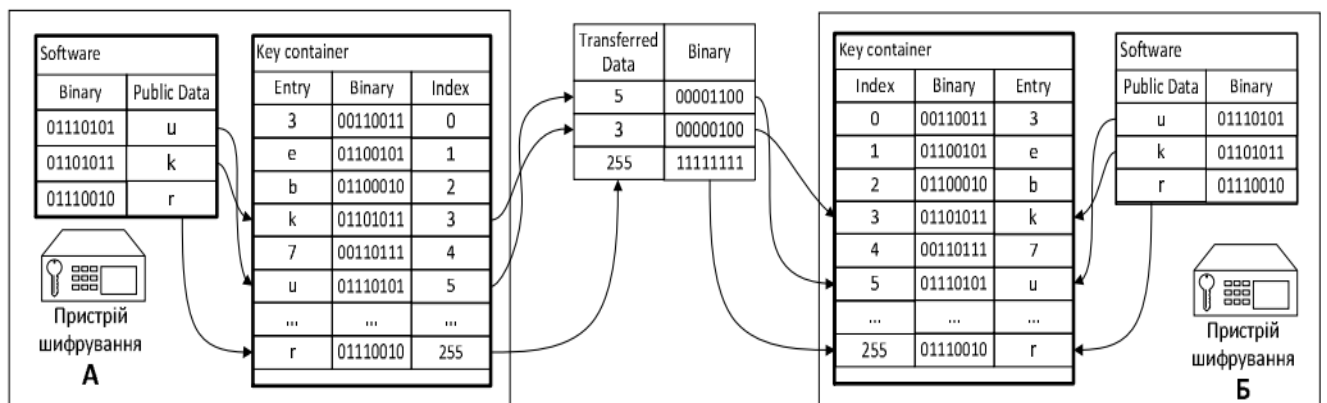 Software
Binary Public Data
01110101 u
01101011 k
01110010 r
Пристрій
шифрування
А
Key container
Entry Binary Index
3 00110011 0
e 01100101 1
b 01100010 2
k 01101011 3
7 00110111 4
u 01110101 5
... ... ...
r 01110010 255
Transferred
Data Binary
5 00001100
3 00000100
255 11111111
Key container
Index Binary Entry
0 00110011 3
1 01100101 e
2 01100010 b
3 01101011 k
4 00110111 7
5 01110101 u
... ... ...
255 01110010 r
Software
Public Data Binary
u 01110101
k 01101011
r 01110010
Пристрій
шифрування
Б